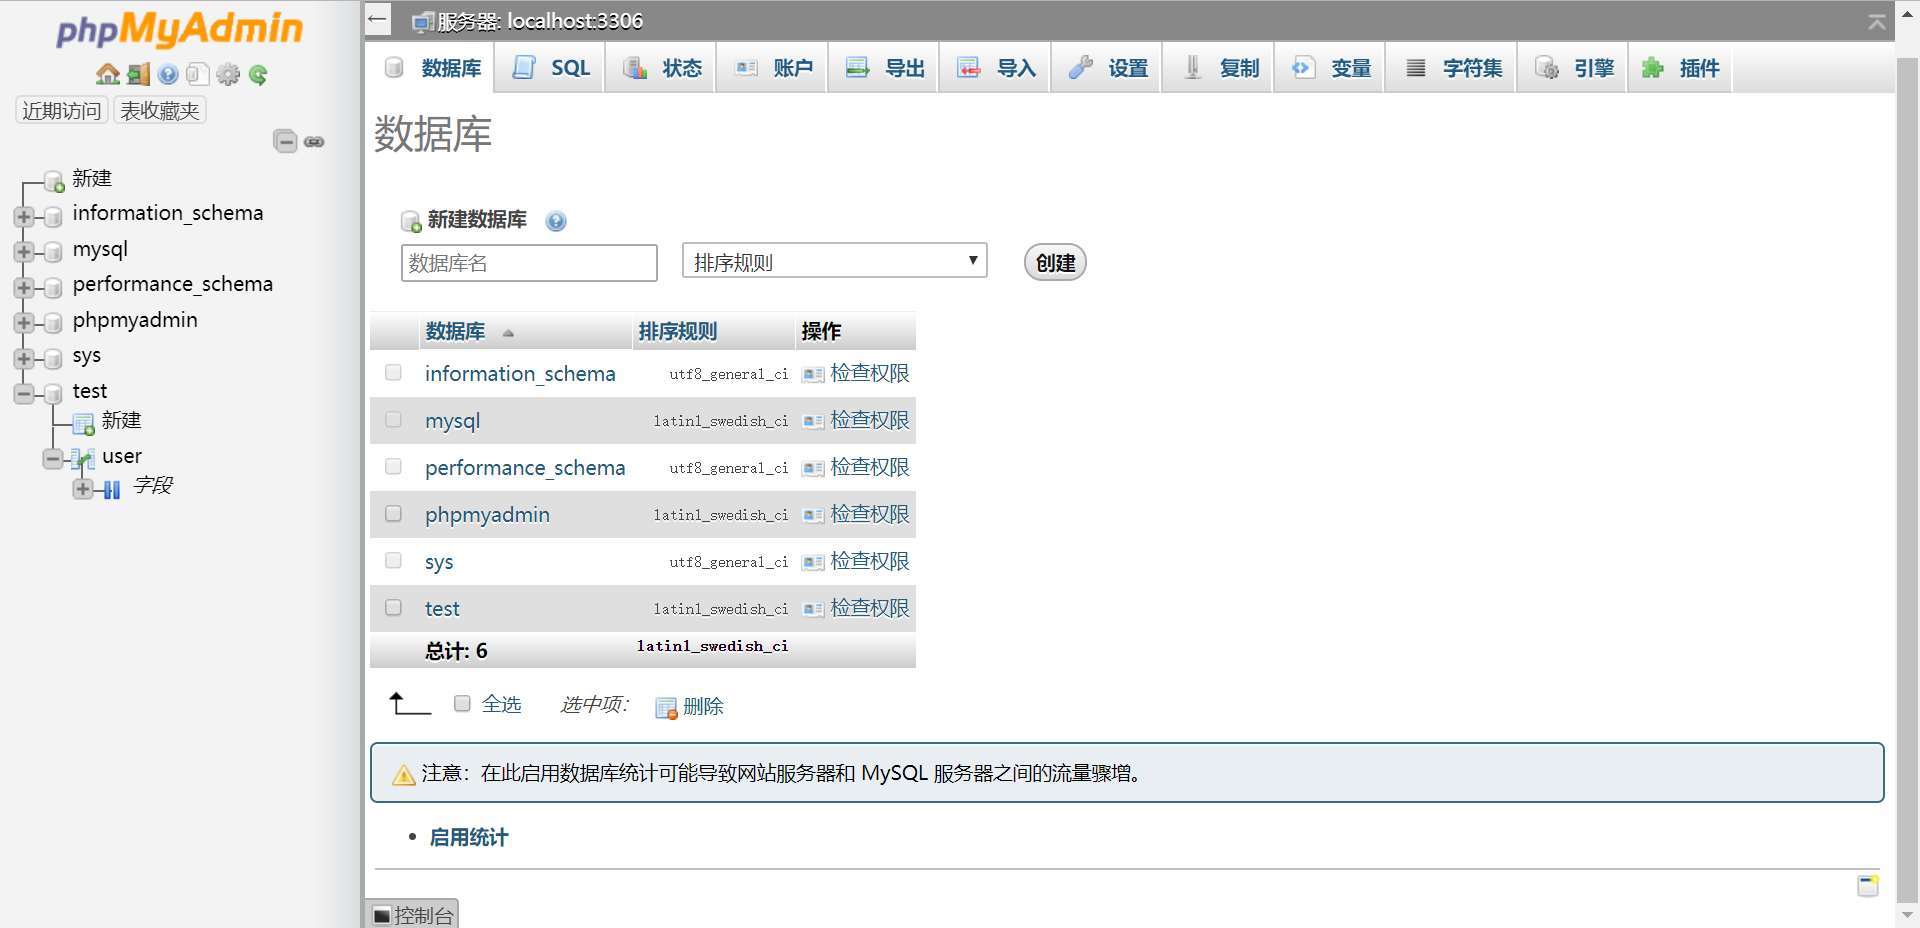 phpMyAdmin
近期访问 表收藏夹
新建
information_schema
mysql
performance_schema
phpmyadmin
sys
test
新建
user
字段
服务器: localhost:3306
数据库 SQL 状态 账户 导出 导入 设置 复制 变量 字符集 引擎 插件
数据库
新建数据库
数据库名 排序规则 创建
数据库 排序规则 操作
information_schema utf8_general_ci 检查权限
mysql latin1_swedish_ci 检查权限
performance_schema utf8_general_ci 检查权限
phpmyadmin latin1_swedish_ci 检查权限
sys utf8_general_ci 检查权限
test latin1_swedish_ci 检查权限
总计: 6 latin1_swedish_ci
全选 选中项: 删除
注意：在此启用数据库统计可能导致网站服务器和 MySQL 服务器之间的流量骤增。
启用统计
控制台